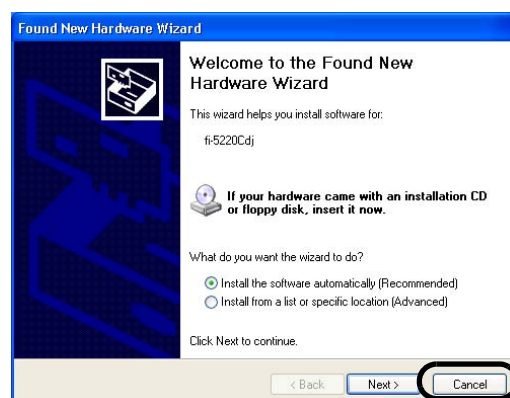 Found New Hardware Wizard
Welcome to the Found New
Hardware Wizard
This wizard helps you install software for:
fi-5220Cdj
If your hardware came with an installation CD
or floppy disk, insert it now.
What do you want the wizard to do?
Install the software automatically (Recommended)
Install from a list or specific location (Advanced)
Click Next to continue.
< Back Next > Cancel